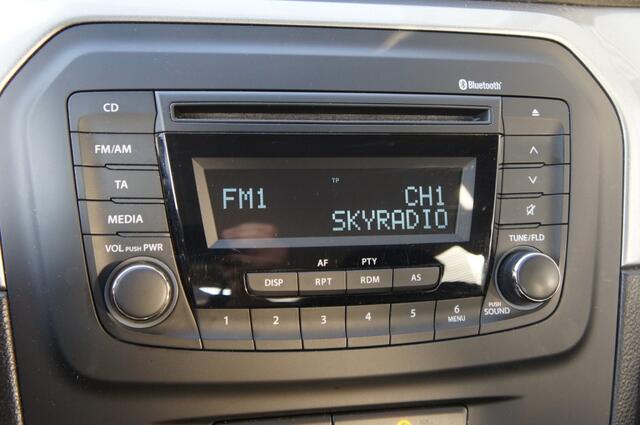 Bluetooth®
CD
FM/AM
TA
MEDIA
VOL PUSH PWR
TP
FM1 CH1
SKYRADIO
AF PTY
DISP RPT RDM AS
1 2 3 4 5 6
MENU
TUNE/FLD
PUSH
SOUND